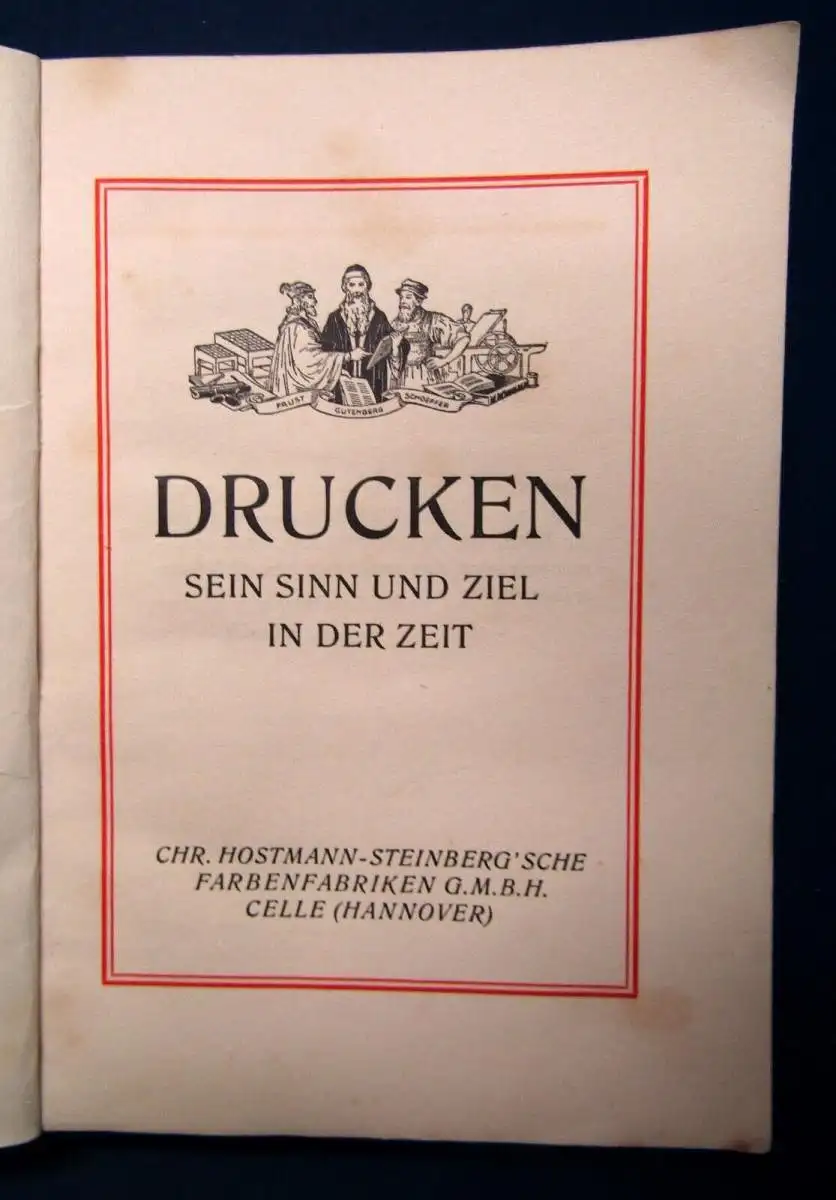 FAUST
GUTENBERG
SCHOEFFER
DRUCKEN
SEIN SINN UND ZIEL
IN DER ZEIT
CHR. HOSTMANN-STEINBERG'SCHE
FARBENFABRIKEN G.M.B.H.
CELLE (HANNOVER)